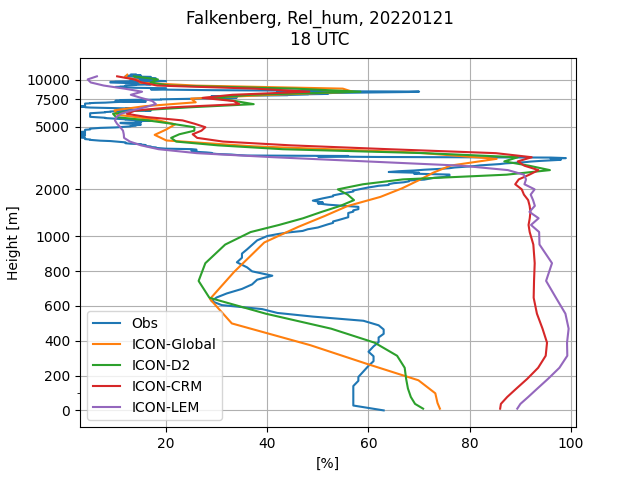 Falkenberg, Rel_hum, 20220121
18 UTC
Height [m]
10000
7500
5000
2000
1000
800
600
400
200
0
Obs
ICON-Global
ICON-D2
ICON-CRM
ICON-LEM
20
40
60
80
100
[%]